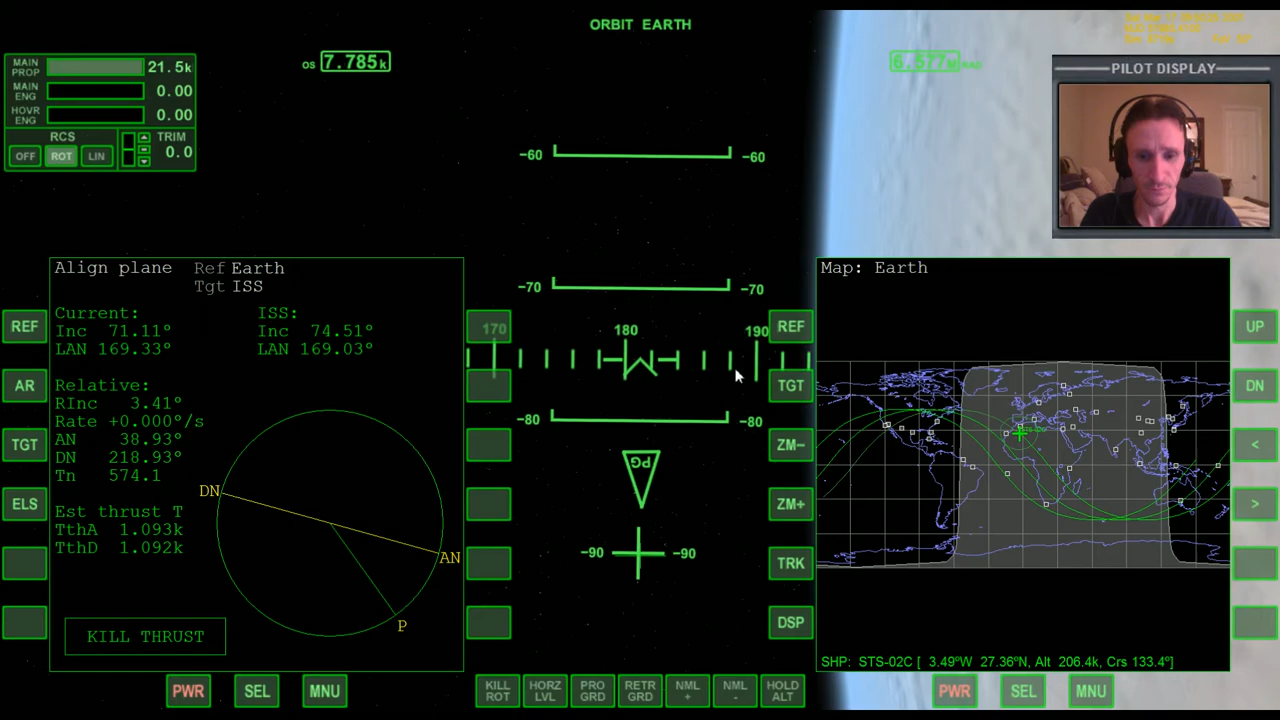 ORBIT EARTH
MAIN PROP 21.5k
MAIN ENG 0.00
HOVR ENG 0.00
RCS TRIM
OFF ROT LIN 0.0
OS 7.785k
6.577M RAD
PILOT DISPLAY
-60 -60
-70 -70
170 180 190
-80 -80
PG
-90 -90
Align plane Ref Earth
Tgt ISS
Current: ISS:
Inc 71.11° Inc 74.51°
LAN 169.33° LAN 169.03°
Relative:
RInc 3.41°
Rate +0.000°/s
AN 38.93°
DN 218.93°
Tn 574.1
Est thrust T
TthA 1.093k
TthD 1.092k
DN
AN
P
KILL THRUST
REF
AR
TGT
ELS
PWR SEL MNU
KILL ROT
HORZ LVL
PRO GRD
RETR GRD
NML +
NML -
HOLD ALT
Map: Earth
REF
TGT
ZM-
ZM+
TRK
DSP
UP
DN
<
>
SHP: STS-02C [ 3.49°W 27.36°N, Alt 206.4k, Crs 133.4°]
PWR SEL MNU